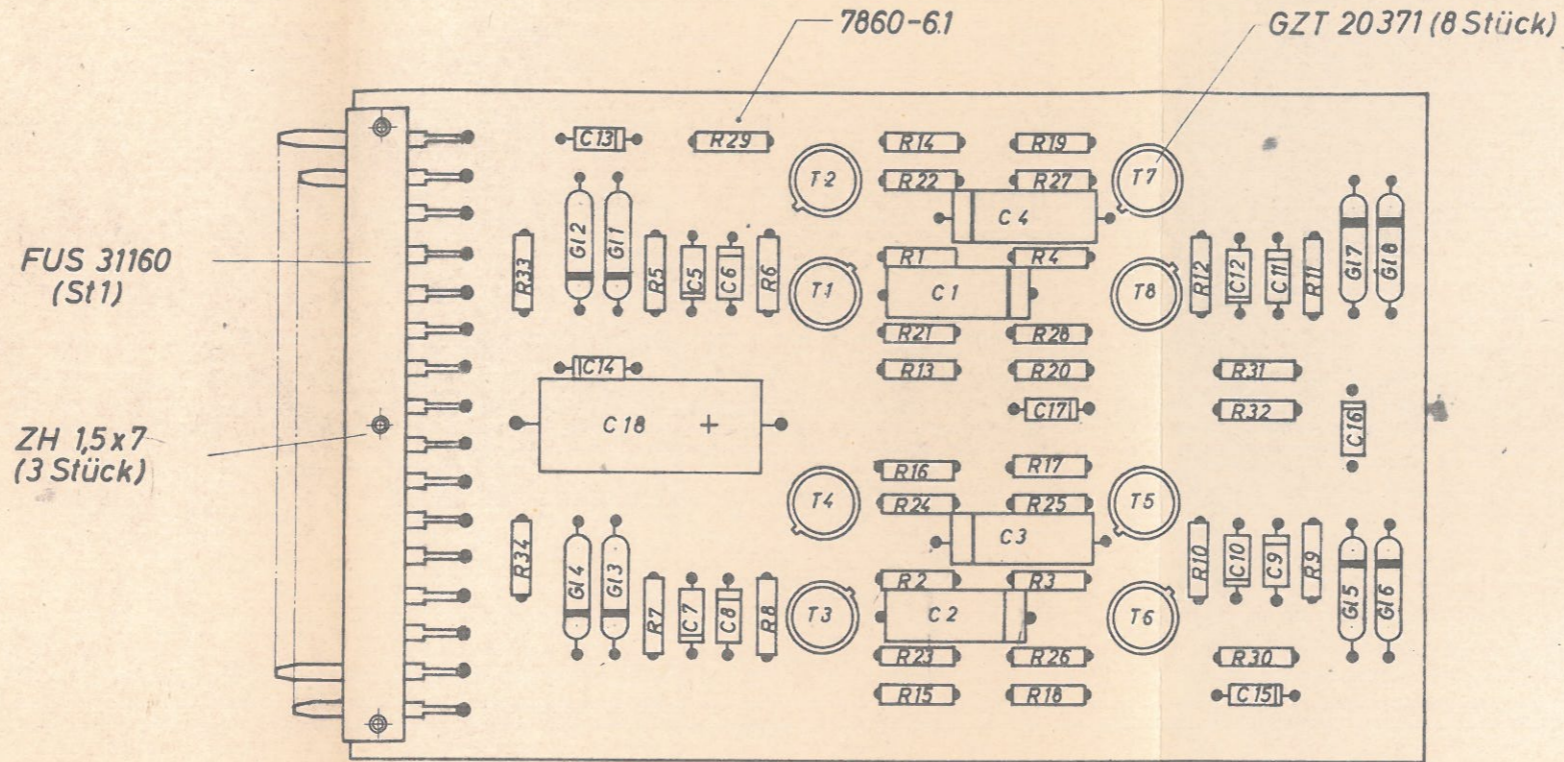 7860-6.1
GZT 20371 (8 Stück)
FUS 31160
(St1)
ZH 1,5x7
(3 Stück)
C13
R29
R14
R19
T2
R22
R27
T7
C4
R33
Gl2
Gl1
R5
C5
C6
R6
T1
R1
R4
C1
T8
R12
C12
C11
R11
Gl7
Gl8
R21
R28
C14
R13
R20
R31
C18 +
C17
R32
C16
R16
R17
T4
R24
R25
T5
C3
R34
Gl4
Gl3
R7
C7
C8
R8
T3
R2
R3
C2
T6
R10
C10
C9
R9
Gl5
Gl6
R23
R26
R30
R15
R18
C15